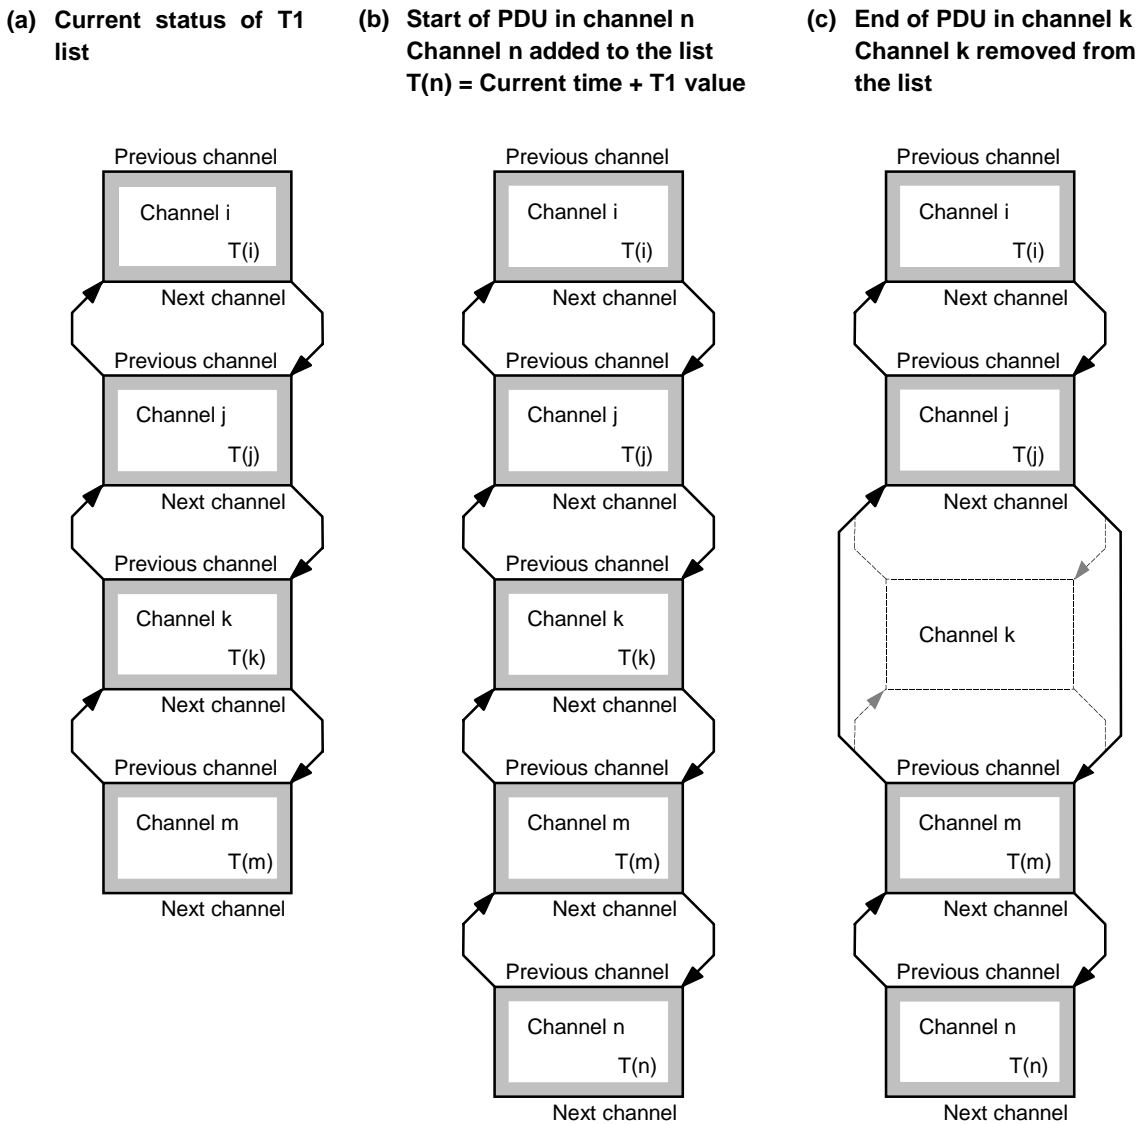 (a) Current status of T1
list
(b) Start of PDU in channel n
Channel n added to the list
T(n) = Current time + T1 value
(c) End of PDU in channel k
Channel k removed from
the list
Previous channel
Channel i
T(i)
Next channel
Previous channel
Channel j
T(j)
Next channel
Previous channel
Channel k
T(k)
Next channel
Previous channel
Channel m
T(m)
Next channel
Previous channel
Channel i
T(i)
Next channel
Previous channel
Channel j
T(j)
Next channel
Previous channel
Channel k
T(k)
Next channel
Previous channel
Channel m
T(m)
Next channel
Previous channel
Channel n
T(n)
Next channel
Previous channel
Channel i
T(i)
Next channel
Previous channel
Channel j
T(j)
Next channel
Channel k
Previous channel
Channel m
T(m)
Next channel
Previous channel
Channel n
T(n)
Next channel